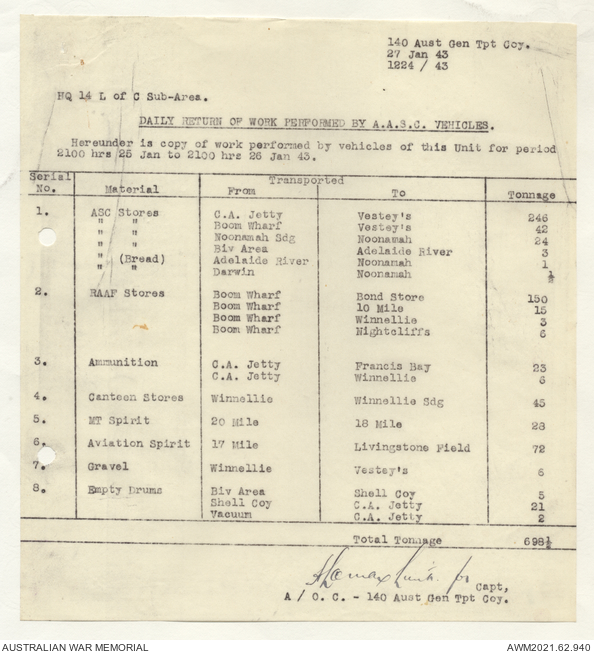 140 Aust Gen Tpt Coy.
27 Jan 43
1224 / 43
HQ 14 L of C Sub-Area.
DAILY RETURN OF WORK PERFORMED BY A.A.S.C. VEHICLES.
Hereunder is copy of work performed by vehicles of this Unit for period
2100 hrs 25 Jan to 2100 hrs 26 Jan 43.
Serial No. Material Transported From To Tonnage
1. ASC Stores C.A. Jetty Vestey's 246
" " Boom Wharf Vestey's 42
" " Noonamah Sdg Noonamah 24
" " Biv Area Adelaide River 3
" (Bread) Adelaide River Noonamah 1
" " Darwin Noonamah ½
2. RAAF Stores Boom Wharf Bond Store 150
Boom Wharf 10 Mile 15
Boom Wharf Winnellie 3
Boom Wharf Nightcliffs 6
3. Ammunition C.A. Jetty Francis Bay 23
C.A. Jetty Winnellie 6
4. Canteen Stores Winnellie Winnellie Sdg 45
5. MT Spirit 20 Mile 18 Mile 28
6. Aviation Spirit 17 Mile Livingstone Field 72
7. Gravel Winnellie Vestey's 6
8. Empty Drums Biv Area Shell Coy 5
Shell Coy C.A. Jetty 21
Vacuum C.A. Jetty 2
Total Tonnage 698½
Capt,
A / O. C. - 140 Aust Gen Tpt Coy.
AUSTRALIAN WAR MEMORIAL AWM2021.62.940